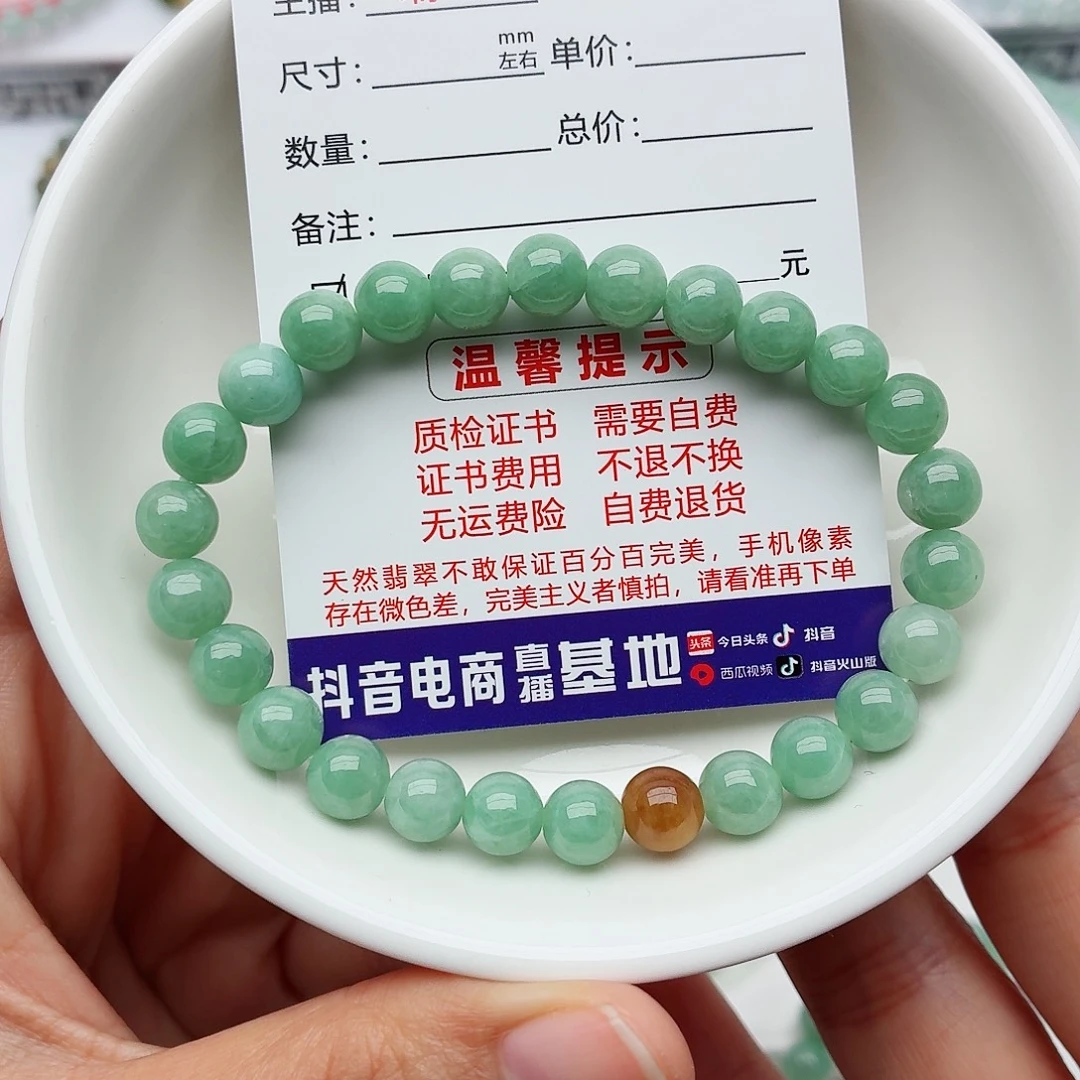 主播：
尺寸： mm左右 单价：
数量： 总价：
备注：
元
温馨提示
质检证书 需要自费
证书费用 不退不换
无运费险 自费退货
天然翡翠不敢保证百分百完美，手机像素
存在微色差，完美主义者慎拍，请看准再下单
抖音电商直播基地
头条 今日头条 抖音
西瓜视频 抖音火山版